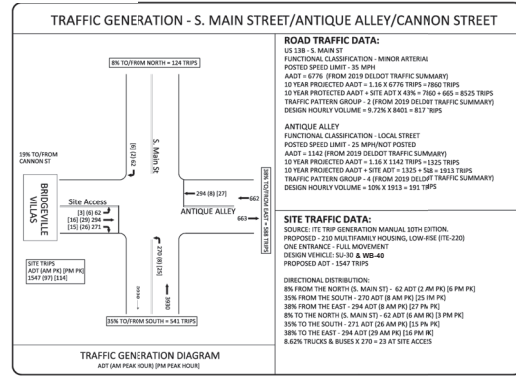 TRAFFIC GENERATION - S. MAIN STREET/ANTIQUE ALLEY/CANNON STREET
8% TO/FROM NORTH = 124 TRIPS
[6] (2) 62
S. Main St
19% TO/FROM
CANNON ST
BRIDGEVILLE
VILLAS
Site Access
[3] (6) 62
[16] (29) 294
[15] (26) 271
294 (8) [27]
ANTIQUE ALLEY
662
663
38% TO/FROM EAST = 588 TRIPS
270 (8) [25]
3930
3930
SITE TRIPS
ADT (AM PK) [PM PK]
1547 (97) [114]
35% TO/FROM SOUTH = 541 TRIPS
TRAFFIC GENERATION DIAGRAM
ADT (AM PEAK HOUR) [PM PEAK HOUR]
ROAD TRAFFIC DATA:
US 13B - S. MAIN ST
FUNCTIONAL CLASSIFICATION - MINOR ARTERIAL
POSTED SPEED LIMIT - 35 MPH
AADT = 6776 (FROM 2019 DELDOT TRAFFIC SUMMARY)
10 YEAR PROJECTED AADT = 1.16 X 6776 TRIPS =7860 TRIPS
10 YEAR PROTECTED AADT + SITE ADT X 43% = 7860 + 665 = 8525 TRIPS
TRAFFIC PATTERN GROUP - 2 (FROM 2019 DELDOT TRAFFIC SUMMARY)
DESIGN HOURLY VOLUME = 9.72% X 8401 = 817 TRIPS
ANTIQUE ALLEY
FUNCTIONAL CLASSIFICATION - LOCAL STREET
POSTED SPEED LIMIT - 25 MPH/NOT POSTED
AADT = 1142 (FROM 2019 DELDOT TRAFFIC SUMMARY)
10 YEAR PROJECTED AADT = 1.16 X 1142 TRIPS =1325 TRIPS
10 YEAR PROJECTED AADT + SITE ADT = 1325 + 588 = 1913 TRIPS
TRAFFIC PATTERN GROUP - 4 (FROM 2019 DELDOT TRAFFIC SUMMARY)
DESIGN HOURLY VOLUME = 10% X 1913 = 191 TRIPS
SITE TRAFFIC DATA:
SOURCE: ITE TRIP GENERATION MANUAL 10TH EDITION.
PROPOSED - 210 MULTIFAMILY HOUSING, LOW-RISE (ITE-220)
ONE ENTRANCE - FULL MOVEMENT
DESIGN VEHICLE: SU-30 & WB-40
PROPOSED ADT - 1547 TRIPS
DIRECTIONAL DISTRIBUTION:
8% FROM THE NORTH (S. MAIN ST) - 62 ADT (2 AM PK) [6 PM PK]
35% FROM THE SOUTH - 270 ADT (8 AM PK) [25 PM PK]
38% FROM THE EAST - 294 ADT (8 AM PK) [27 PM PK]
8% TO THE NORTH (S. MAIN ST) - 62 ADT (6 AM PK) [3 PM PK]
35% TO THE SOUTH - 271 ADT (26 AM PK) [15 PM PK]
38% TO THE EAST - 294 ADT (29 AM PK) [16 PM PK]
8.62% TRUCKS & BUSES X 270 = 23 AT SITE ACCESS